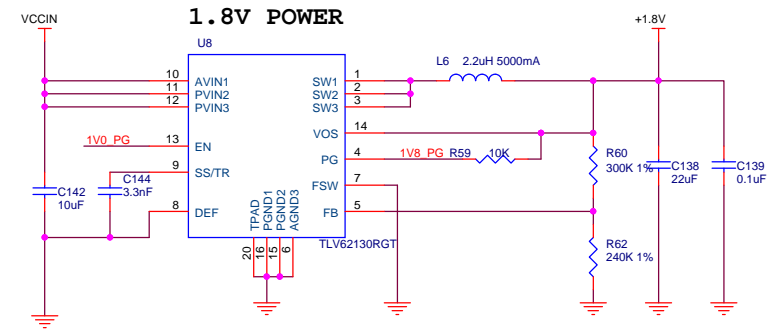 1.8V POWER
VCCIN
+1.8V
U8
L6 2.2uH 5000mA
10 AVIN1 SW1 1
11 PVIN2 SW2 2
12 PVIN3 SW3 3
VOS 14
1V0_PG 13 EN
PG 4 1V8_PG R59 10K
9 SS/TR
FSW 7
8 DEF FB 5
C142
10uF
C144
3.3nF
R60
300K 1%
C138
22uF
C139
0.1uF
TPAD
PGND1
PGND2
AGND3
20
16
15
6
TLV62130RGT
R62
240K 1%